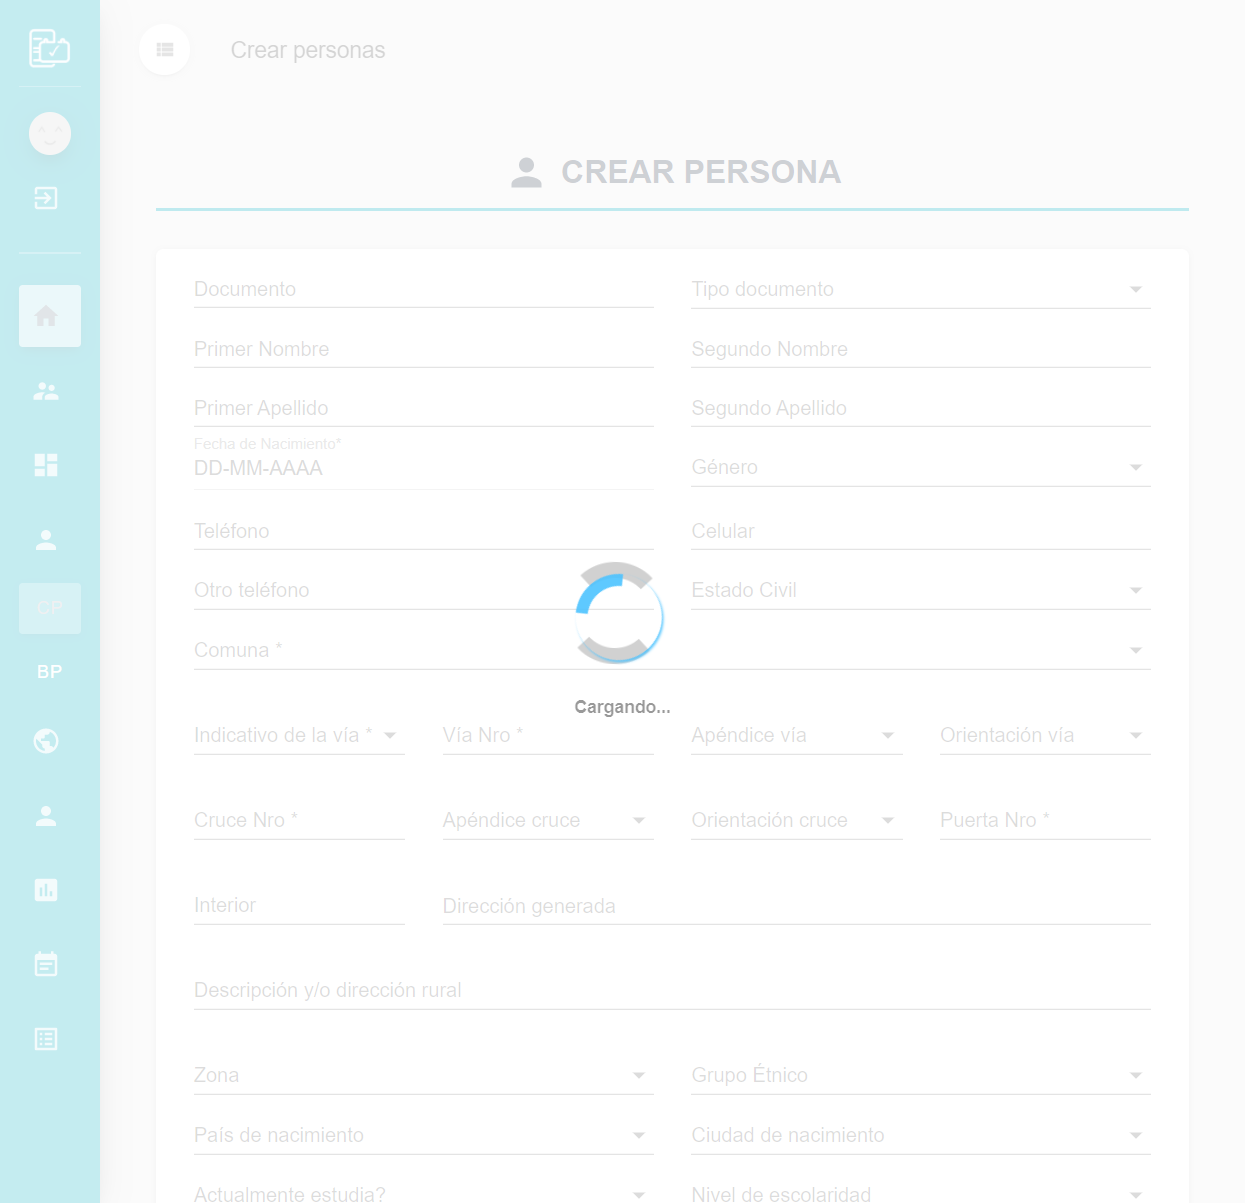 Crear personas
CREAR PERSONA
Documento
Tipo documento
Primer Nombre
Segundo Nombre
Primer Apellido
Segundo Apellido
Fecha de Nacimiento*
DD-MM-AAAA
Género
Teléfono
Celular
Otro teléfono
Estado Civil
Comuna *
CP
BP
Cargando...
Indicativo de la vía *
Vía Nro *
Apéndice vía
Orientación vía
Cruce Nro *
Apéndice cruce
Orientación cruce
Puerta Nro *
Interior
Dirección generada
Descripción y/o dirección rural
Zona
Grupo Étnico
País de nacimiento
Ciudad de nacimiento
Actualmente estudia?
Nivel de escolaridad